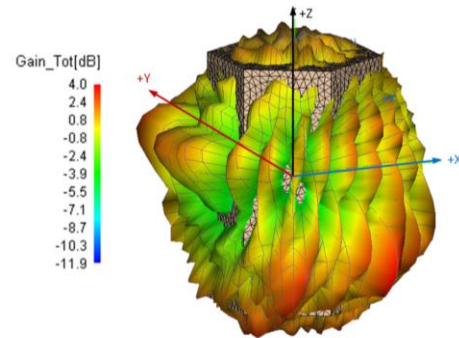 +Z
Gain_Tot[dB]
+Y
4.0
2.4
0.8
-0.8
-2.4
-3.9
-5.5
-7.1
-8.7
-10.3
-11.9
+X